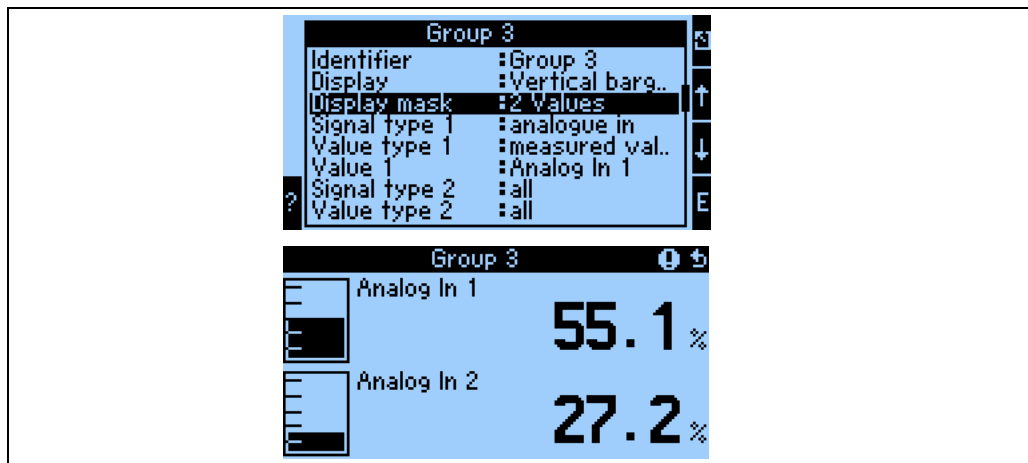 Group 3
Identifier :Group 3
Display :Vertical barg..
Display mask :2 Values
Signal type 1 :analogue in
Value type 1 :measured val..
Value 1 :Analog In 1
Signal type 2 :all
? Value type 2 :all E
Group 3
Analog In 1
55.1 %
Analog In 2
27.2 %